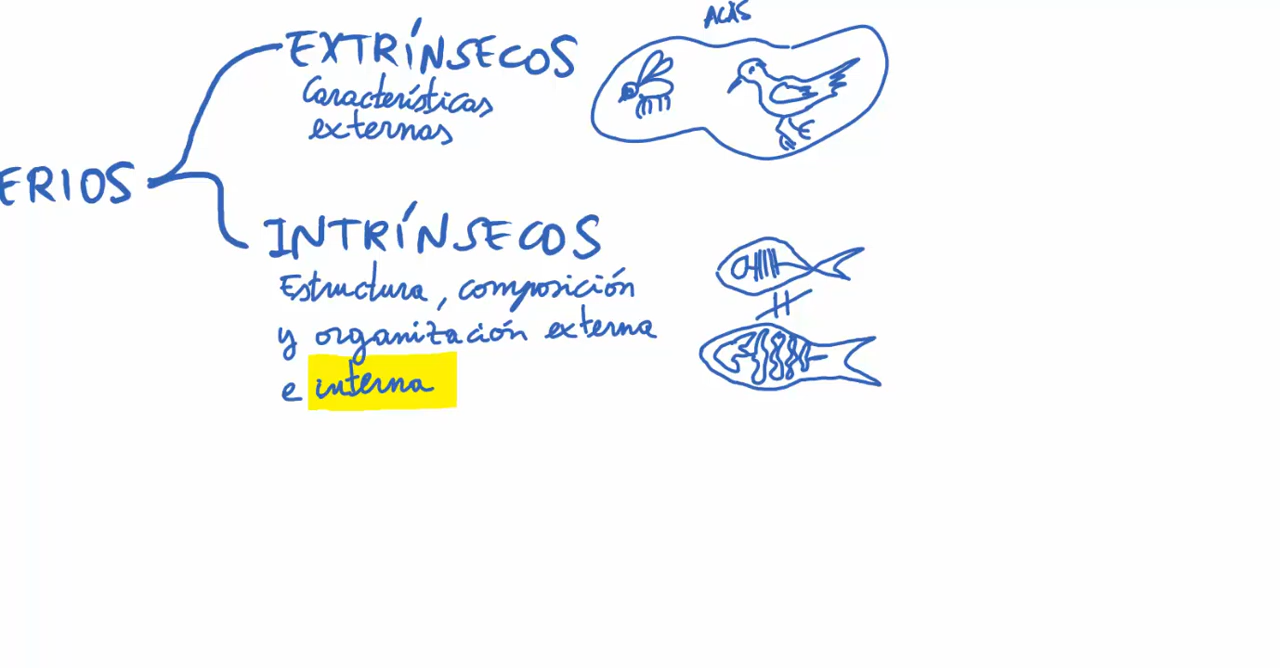 ALAS
EXTRÍNSECOS
Características
externas
ERIOS
INTRÍNSECOS
Estructura, composición
y organización externa
e interna